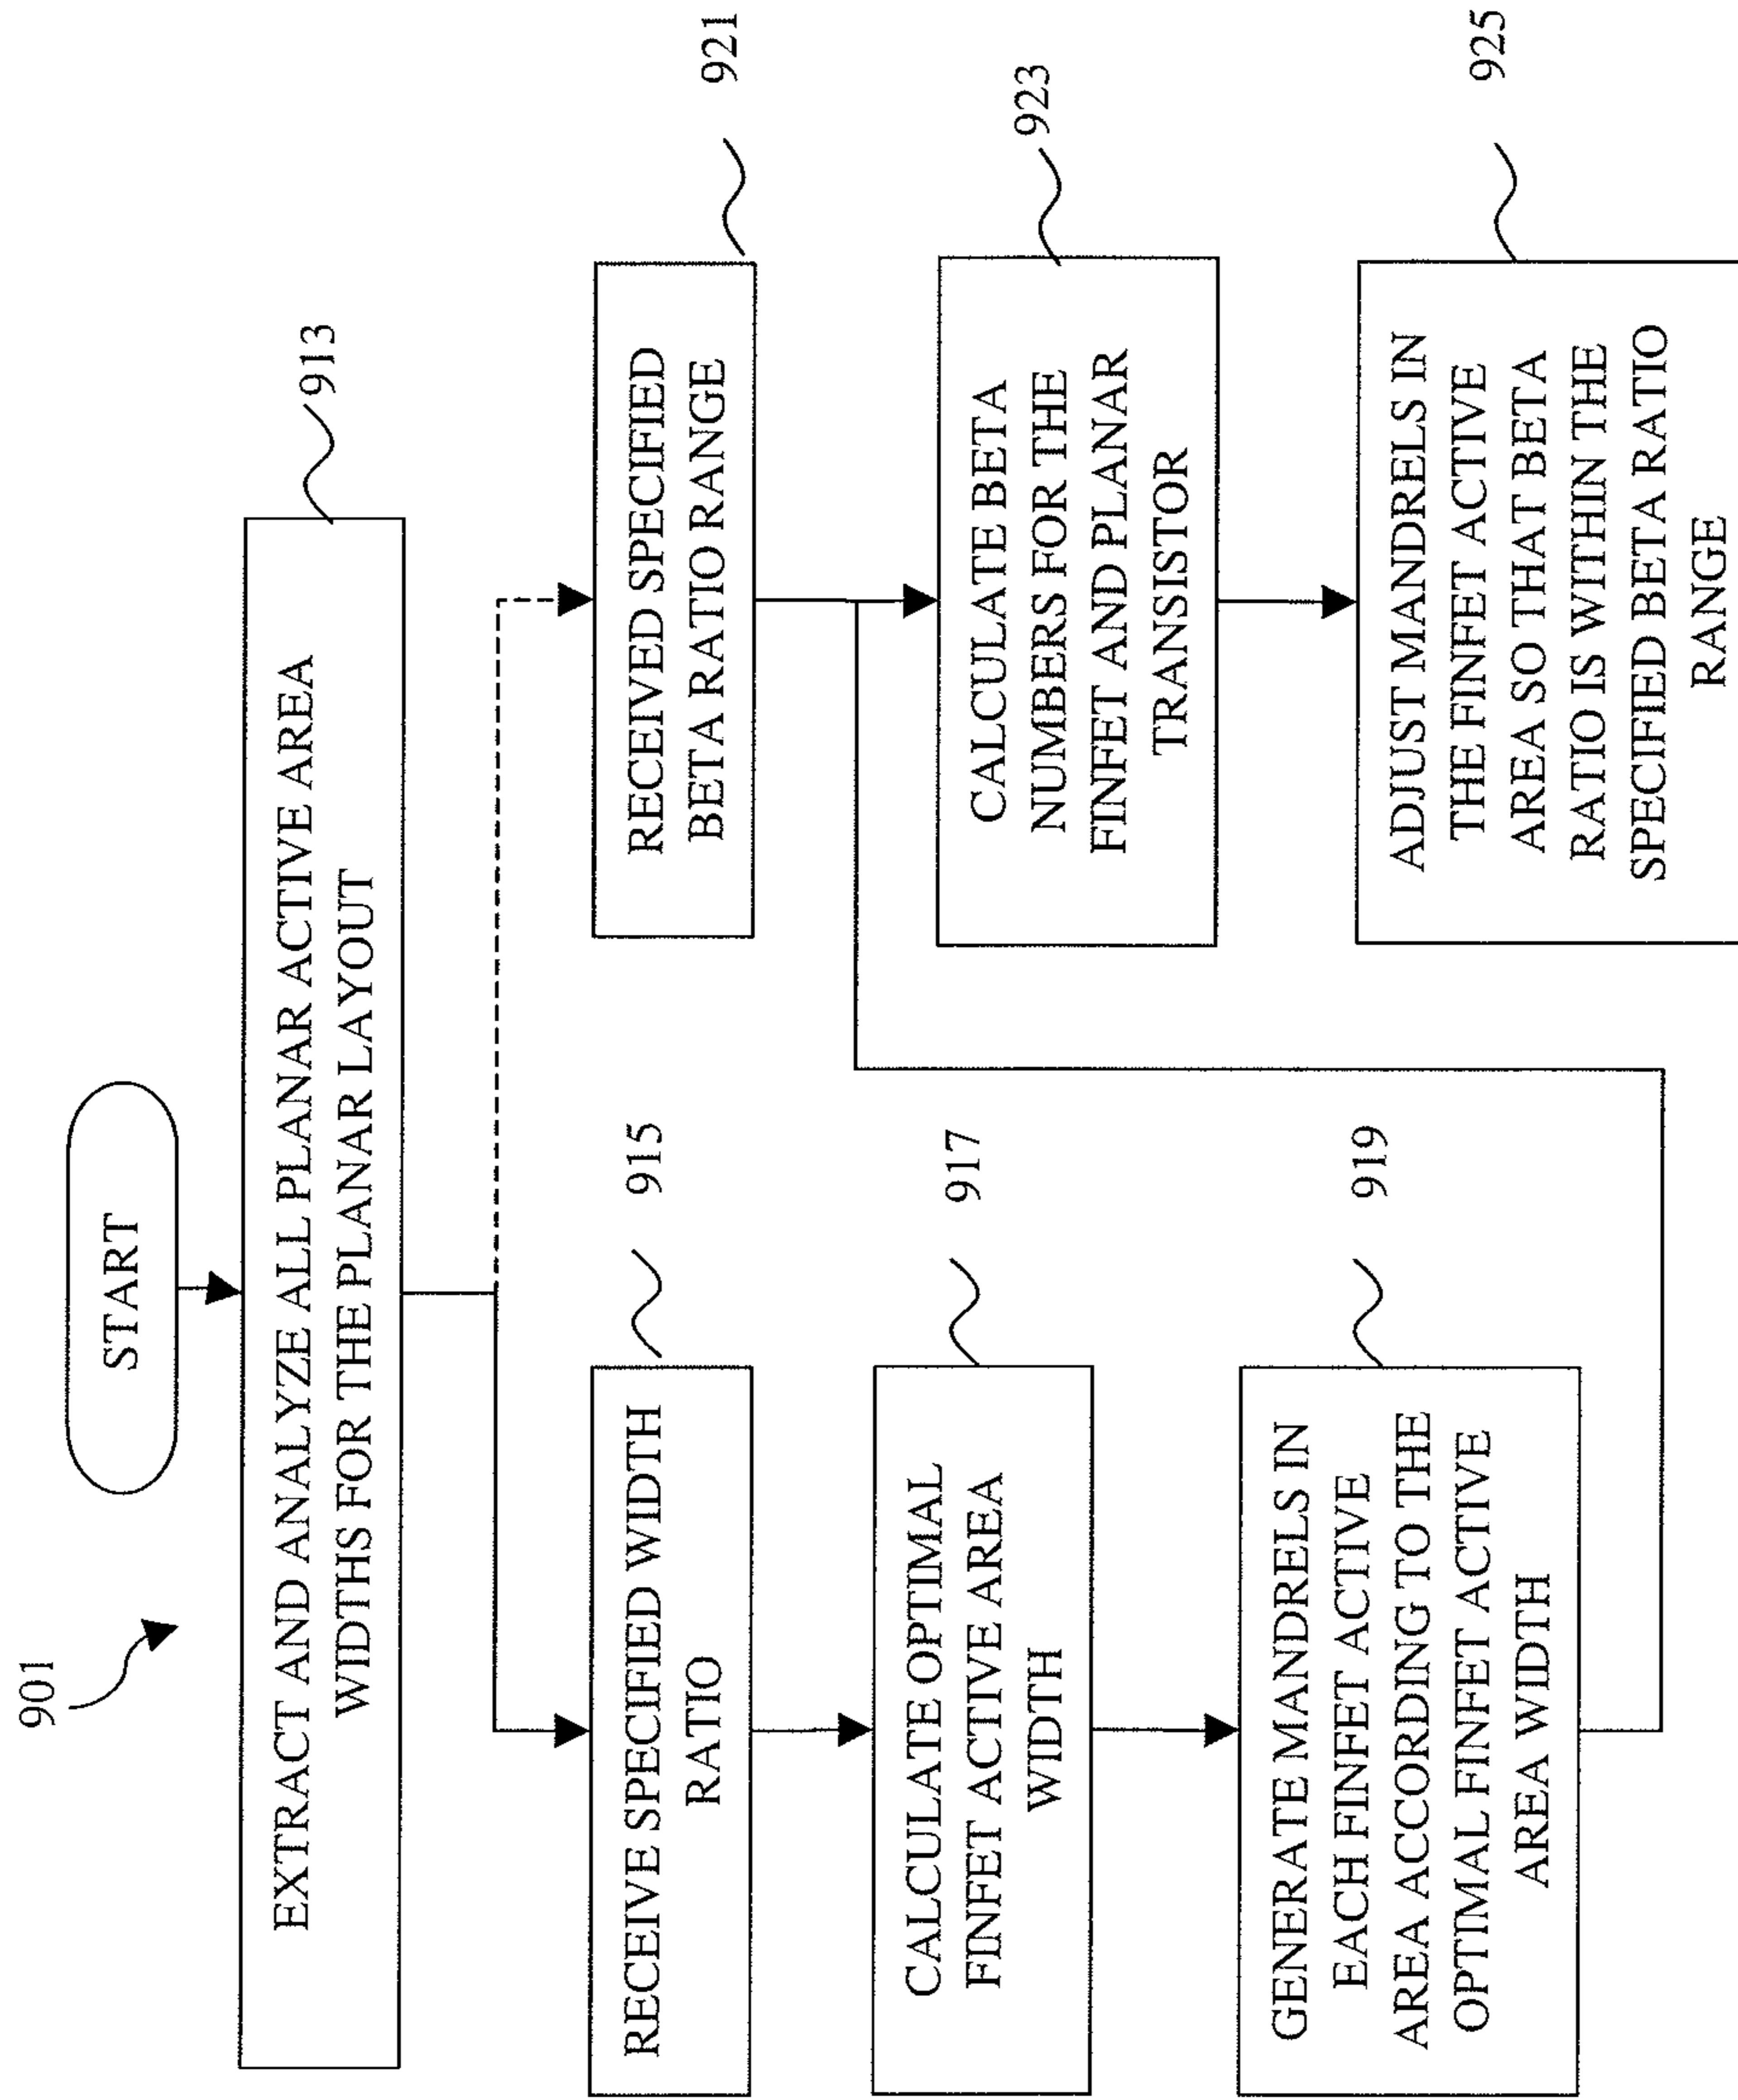 901
START
EXTRACT AND ANALYZE ALL PLANAR ACTIVE AREA
WIDTHS FOR THE PLANAR LAYOUT
913
RECEIVE SPECIFIED WIDTH
RATIO
915
CALCULATE OPTIMAL
FINFET ACTIVE AREA
WIDTH
917
GENERATE MANDRELS IN
EACH FINFET ACTIVE
AREA ACCORDING TO THE
OPTIMAL FINFET ACTIVE
AREA WIDTH
919
RECEIVED SPECIFIED
BETA RATIO RANGE
921
CALCULATE BETA
NUMBERS FOR THE
FINFET AND PLANAR
TRANSISTOR
923
ADJUST MANDRELS IN
THE FINFET ACTIVE
AREA SO THAT BETA
RATIO IS WITHIN THE
SPECIFIED BETA RATIO
RANGE
925